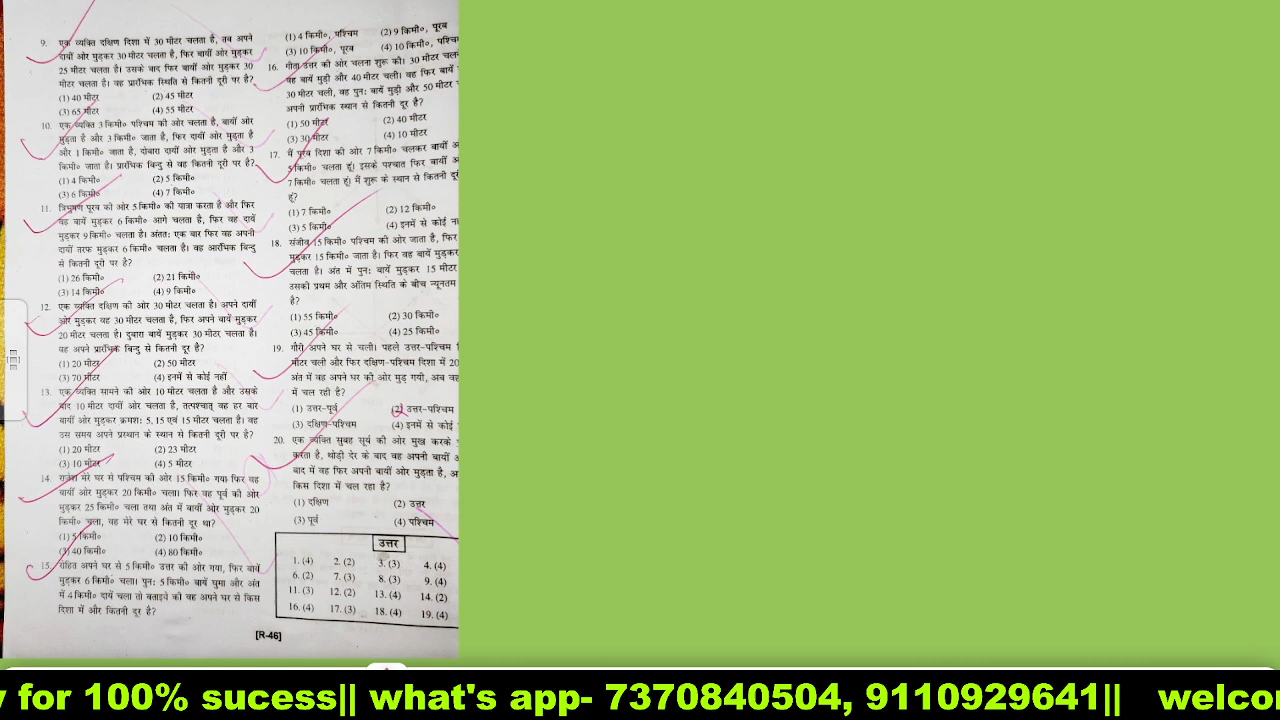 9. एक व्यक्ति दक्षिण दिशा में 30 मीटर चलता है, तब अपने
दायीं ओर मुड़कर 30 मीटर चलता है, फिर बायीं ओर मुड़कर
25 मीटर चलता है। उसके बाद फिर बायीं ओर मुड़कर 30
मीटर चलता है। वह प्रारंभिक स्थिति से कितनी दूरी पर है?
(1) 40 मीटर (2) 45 मीटर
(3) 65 मीटर (4) 55 मीटर
10. एक व्यक्ति 3 किमी० पश्चिम की ओर चलता है, बायीं ओर
मुड़ता है और 3 किमी० जाता है, फिर दायीं ओर मुड़ता है
और 1 किमी० जाता है, दोबारा दायीं ओर मुड़ता है और 3
किमी० जाता है। प्रारंभिक बिन्दु से वह कितनी दूरी पर है?
(1) 4 किमी० (2) 5 किमी०
(3) 6 किमी० (4) 7 किमी०
11. त्रिभुषण पूरब की ओर 5 किमी० की यात्रा करता है और फिर
वह बायें मुड़कर 6 किमी० आगे चलता है, फिर वह दायें
मुड़कर 9 किमी० चलता है। अंततः एक बार फिर वह अपनी
दायीं तरफ मुड़कर 6 किमी० चलता है। वह आरंभिक बिन्दु
से कितनी दूरी पर है?
(1) 26 किमी० (2) 21 किमी०
(3) 14 किमी० (4) 9 किमी०
12. एक व्यक्ति दक्षिण की ओर 30 मीटर चलता है। अपने दायीं
ओर मुड़कर वह 30 मीटर चलता है, फिर अपने बायें मुड़कर
20 मीटर चलता है। दुबारा बायें मुड़कर 30 मीटर चलता है।
वह अपने प्रारंभिक बिन्दु से कितनी दूर है?
(1) 20 मीटर (2) 50 मीटर
(3) 70 मीटर (4) इनमें से कोई नहीं
13. एक व्यक्ति सामने की ओर 10 मीटर चलता है और उसके
बाद 10 मीटर दायीं ओर चलता है, तत्पश्चात् वह हर बार
बायीं ओर मुड़कर क्रमशः 5, 15 एवं 15 मीटर चलता है। वह
उस समय अपने प्रस्थान के स्थान से कितनी दूरी पर है?
(1) 20 मीटर (2) 23 मीटर
(3) 10 मीटर (4) 5 मीटर
14. राजेश मेरे घर से पश्चिम की ओर 15 किमी० गया फिर वह
बायीं ओर मुड़कर 20 किमी० चला। फिर वह पूर्व की ओर
मुड़कर 25 किमी० चला तथा अंत में बायीं ओर मुड़कर 20
किमी० चला, वह मेरे घर से कितनी दूर था?
(1) 5 किमी० (2) 10 किमी०
(3) 40 किमी० (4) 80 किमी०
15. रोहित अपने घर से 5 किमी० उत्तर की ओर गया, फिर बायें
मुड़कर 6 किमी० चला। पुनः 5 किमी० बायें घुमा और अंत
में 4 किमी० दायें चला तो बताइये की वह अपने घर से किस
दिशा में और कितनी दूर है?
(1) 4 किमी०, पश्चिम (2) 9 किमी०, पूरब
(3) 10 किमी०, पूरब (4) 10 किमी०, पश्चिम
16. गीता उत्तर की ओर चलना शुरू की। 30 मीटर चलन
वह बायें मुड़ी और 40 मीटर चली। वह फिर बायें
30 मीटर चली, वह पुनः बायें मुड़ी और 50 मीटर
अपनी प्रारंभिक स्थान से कितनी दूर है?
(1) 50 मीटर (2) 40 मीटर
(3) 30 मीटर (4) 10 मीटर
17. मैं पूरब दिशा की ओर 7 किमी० चलकर बायीं
5 किमी० चलता हूं। इसके पश्चात फिर बायीं
7 किमी० चलता हूं। मैं शुरू के स्थान से कितनी दूर
हूं?
(1) 7 किमी० (2) 12 किमी०
(3) 5 किमी० (4) इनमें से कोई
18. संजीव 15 किमी० पश्चिम की ओर जाता है, फिर
मुड़कर 15 किमी० जाता है। फिर वह बायें मुड़कर
चलता है। अंत में पुनः बायें मुड़कर 15 मीटर
उसकी प्रथम और अंतिम स्थिति के बीच न्यूनतम
है?
(1) 55 किमी० (2) 30 किमी०
(3) 45 किमी० (4) 25 किमी०
19. गौरी अपने घर से चली। पहले उत्तर-पश्चिम
मीटर चली और फिर दक्षिण-पश्चिम दिशा में 20
अंत में वह अपने घर की ओर मुड़ गयी, अब वह
में चल रही है?
(1) उत्तर-पूर्व (2) उत्तर-पश्चिम
(3) दक्षिण-पश्चिम (4) इनमें से कोई
20. एक व्यक्ति सुबह सूर्य की ओर मुख करके
करता है, थोड़ी देर के बाद वह अपनी बायीं
बाद में वह फिर अपनी बायीं ओर मुड़ता है,
किस दिशा में चल रहा है?
(1) दक्षिण (2) उत्तर
(3) पूर्व (4) पश्चिम
उत्तर
1. (4) 2. (2) 3. (3) 4. (4)
6. (2) 7. (3) 8. (3) 9. (4)
11. (3) 12. (2) 13. (4) 14. (2)
16. (4) 17. (3) 18. (4) 19. (4)
[R-46]
y for 100% sucess|| what's app- 7370840504, 9110929641|| welco